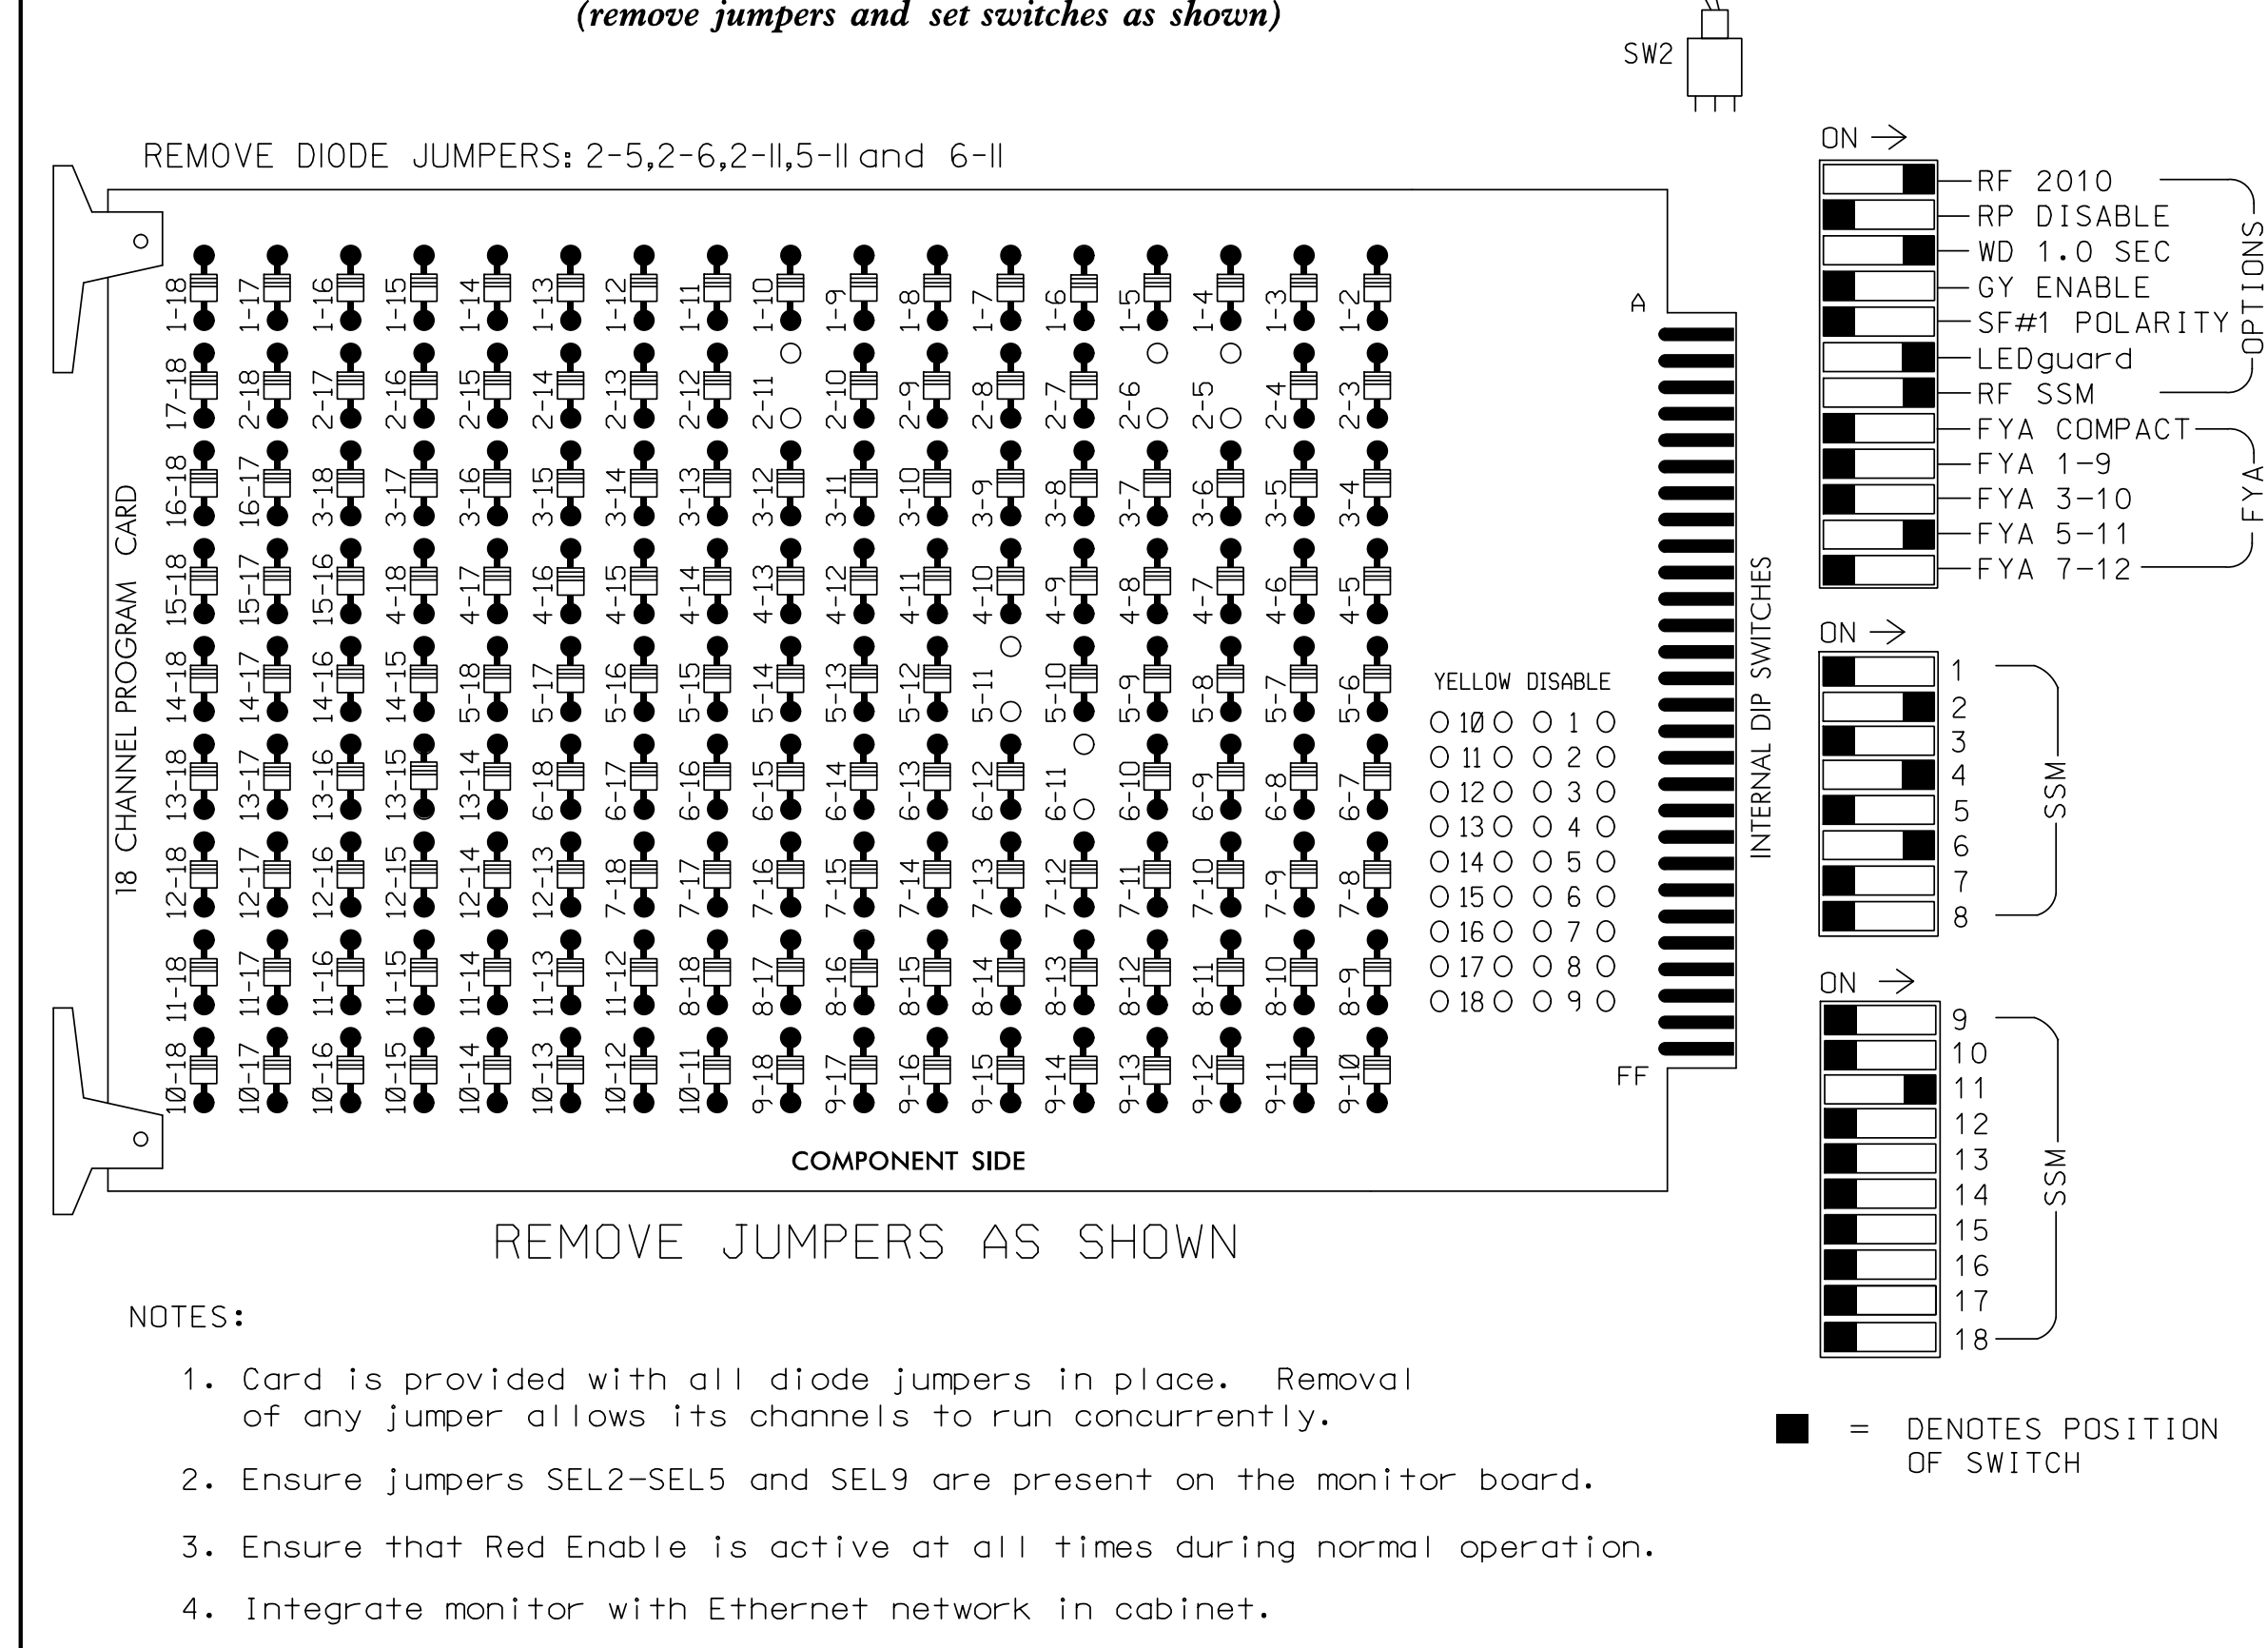 (remove jumpers and set switches as shown)
SW2
REMOVE DIODE JUMPERS: 2-5,2-6,2-11,5-11 and 6-11
18 CHANNEL PROGRAM CARD
1-18 1-17 1-16 1-15 1-14 1-13 1-12 1-11 1-10 1-9 1-8 1-7 1-6 1-5 1-4 1-3 1-2
17-18 2-18 2-17 2-16 2-15 2-14 2-13 2-12 2-11 2-10 2-9 2-8 2-7 2-6 2-5 2-4 2-3
16-18 16-17 3-18 3-17 3-16 3-15 3-14 3-13 3-12 3-11 3-10 3-9 3-8 3-7 3-6 3-5 3-4
15-18 15-17 15-16 4-18 4-17 4-16 4-15 4-14 4-13 4-12 4-11 4-10 4-9 4-8 4-7 4-6 4-5
14-18 14-17 14-16 14-15 5-18 5-17 5-16 5-15 5-14 5-13 5-12 5-11 5-10 5-9 5-8 5-7 5-6
13-18 13-17 13-16 13-15 13-14 6-18 6-17 6-16 6-15 6-14 6-13 6-12 6-11 6-10 6-9 6-8 6-7
12-18 12-17 12-16 12-15 12-14 12-13 7-18 7-17 7-16 7-15 7-14 7-13 7-12 7-11 7-10 7-9 7-8
11-18 11-17 11-16 11-15 11-14 11-13 11-12 8-18 8-17 8-16 8-15 8-14 8-13 8-12 8-11 8-10 8-9
10-18 10-17 10-16 10-15 10-14 10-13 10-12 10-11 9-18 9-17 9-16 9-15 9-14 9-13 9-12 9-11 9-10
YELLOW DISABLE
10 1
11 2
12 3
13 4
14 5
15 6
16 7
17 8
18 9
A
FF
COMPONENT SIDE
REMOVE JUMPERS AS SHOWN
INTERNAL DIP SWITCHES
ON →
RF 2010
RP DISABLE
WD 1.0 SEC
GY ENABLE
SF#1 POLARITY
LEDguard
RF SSM
OPTIONS
FYA COMPACT
FYA 1-9
FYA 3-10
FYA 5-11
FYA 7-12
FYA
ON →
1
2
3
4
5
6
7
8
SSM
ON →
9
10
11
12
13
14
15
16
17
18
SSM
= DENOTES POSITION
OF SWITCH
NOTES:
1. Card is provided with all diode jumpers in place. Removal
of any jumper allows its channels to run concurrently.
2. Ensure jumpers SEL2-SEL5 and SEL9 are present on the monitor board.
3. Ensure that Red Enable is active at all times during normal operation.
4. Integrate monitor with Ethernet network in cabinet.